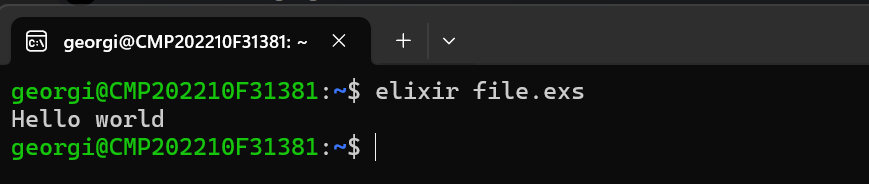 georgi@CMP202210F31381: ~
georgi@CMP202210F31381:~$ elixir file.exs
Hello world
georgi@CMP202210F31381:~$